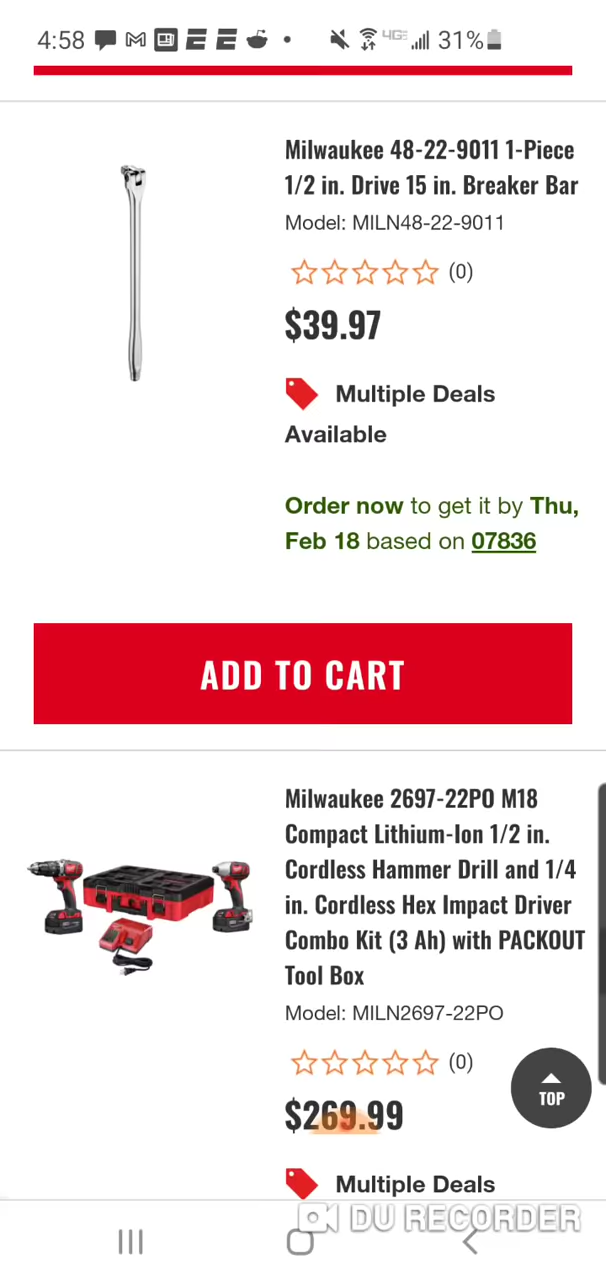 4:58
4GE
31%
Milwaukee 48-22-9011 1-Piece
1/2 in. Drive 15 in. Breaker Bar
Model: MILN48-22-9011
(0)
$39.97
Multiple Deals
Available
Order now to get it by Thu,
Feb 18 based on 07836
ADD TO CART
Milwaukee 2697-22PO M18
Compact Lithium-Ion 1/2 in.
Cordless Hammer Drill and 1/4
in. Cordless Hex Impact Driver
Combo Kit (3 Ah) with PACKOUT
Tool Box
Model: MILN2697-22PO
(0)
TOP
$269.99
Multiple Deals
DU RECORDER